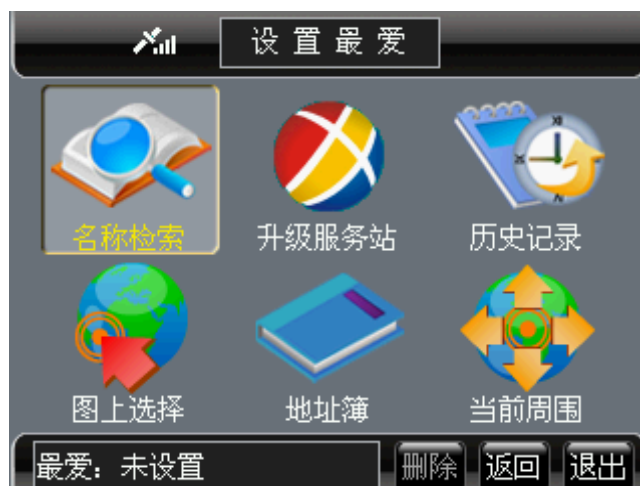 设置最爱
名称检索 升级服务站 历史记录
图上选择 地址簿 当前周围
最爱：未设置 删除 返回 退出